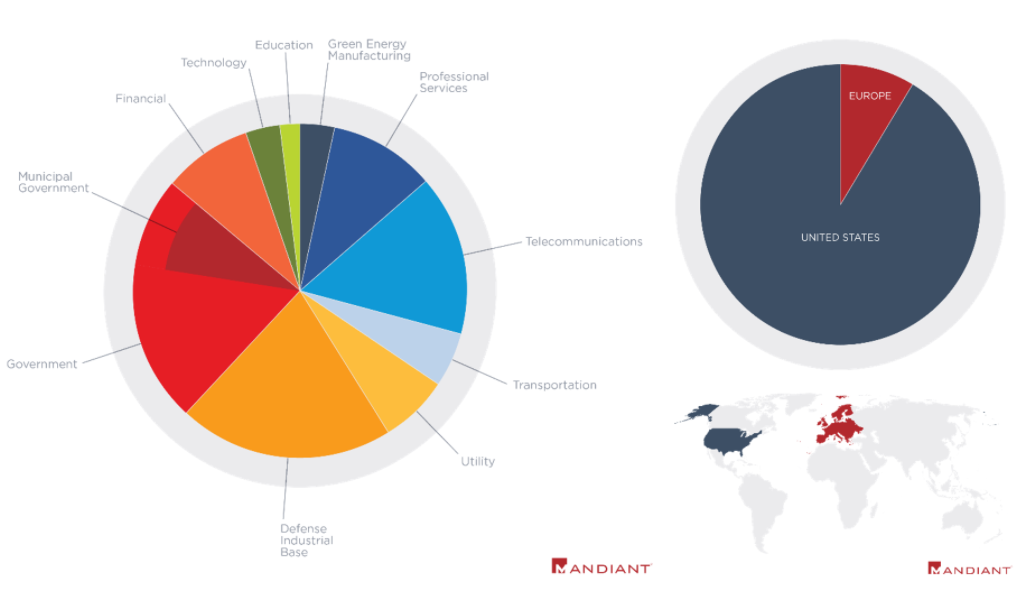 Education
Green Energy
Manufacturing
Technology
Professional
Services
Financial
Municipal
Government
Telecommunications
Government
Transportation
Utility
Defense
Industrial
Base
MANDIANT
EUROPE
UNITED STATES
MANDIANT